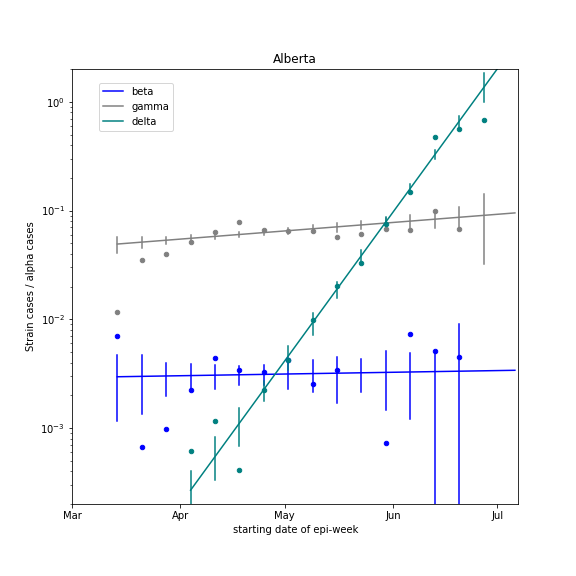 Alberta
beta
gamma
delta
Strain cases / alpha cases
10⁰
10⁻¹
10⁻²
10⁻³
Mar Apr May Jun Jul
starting date of epi-week